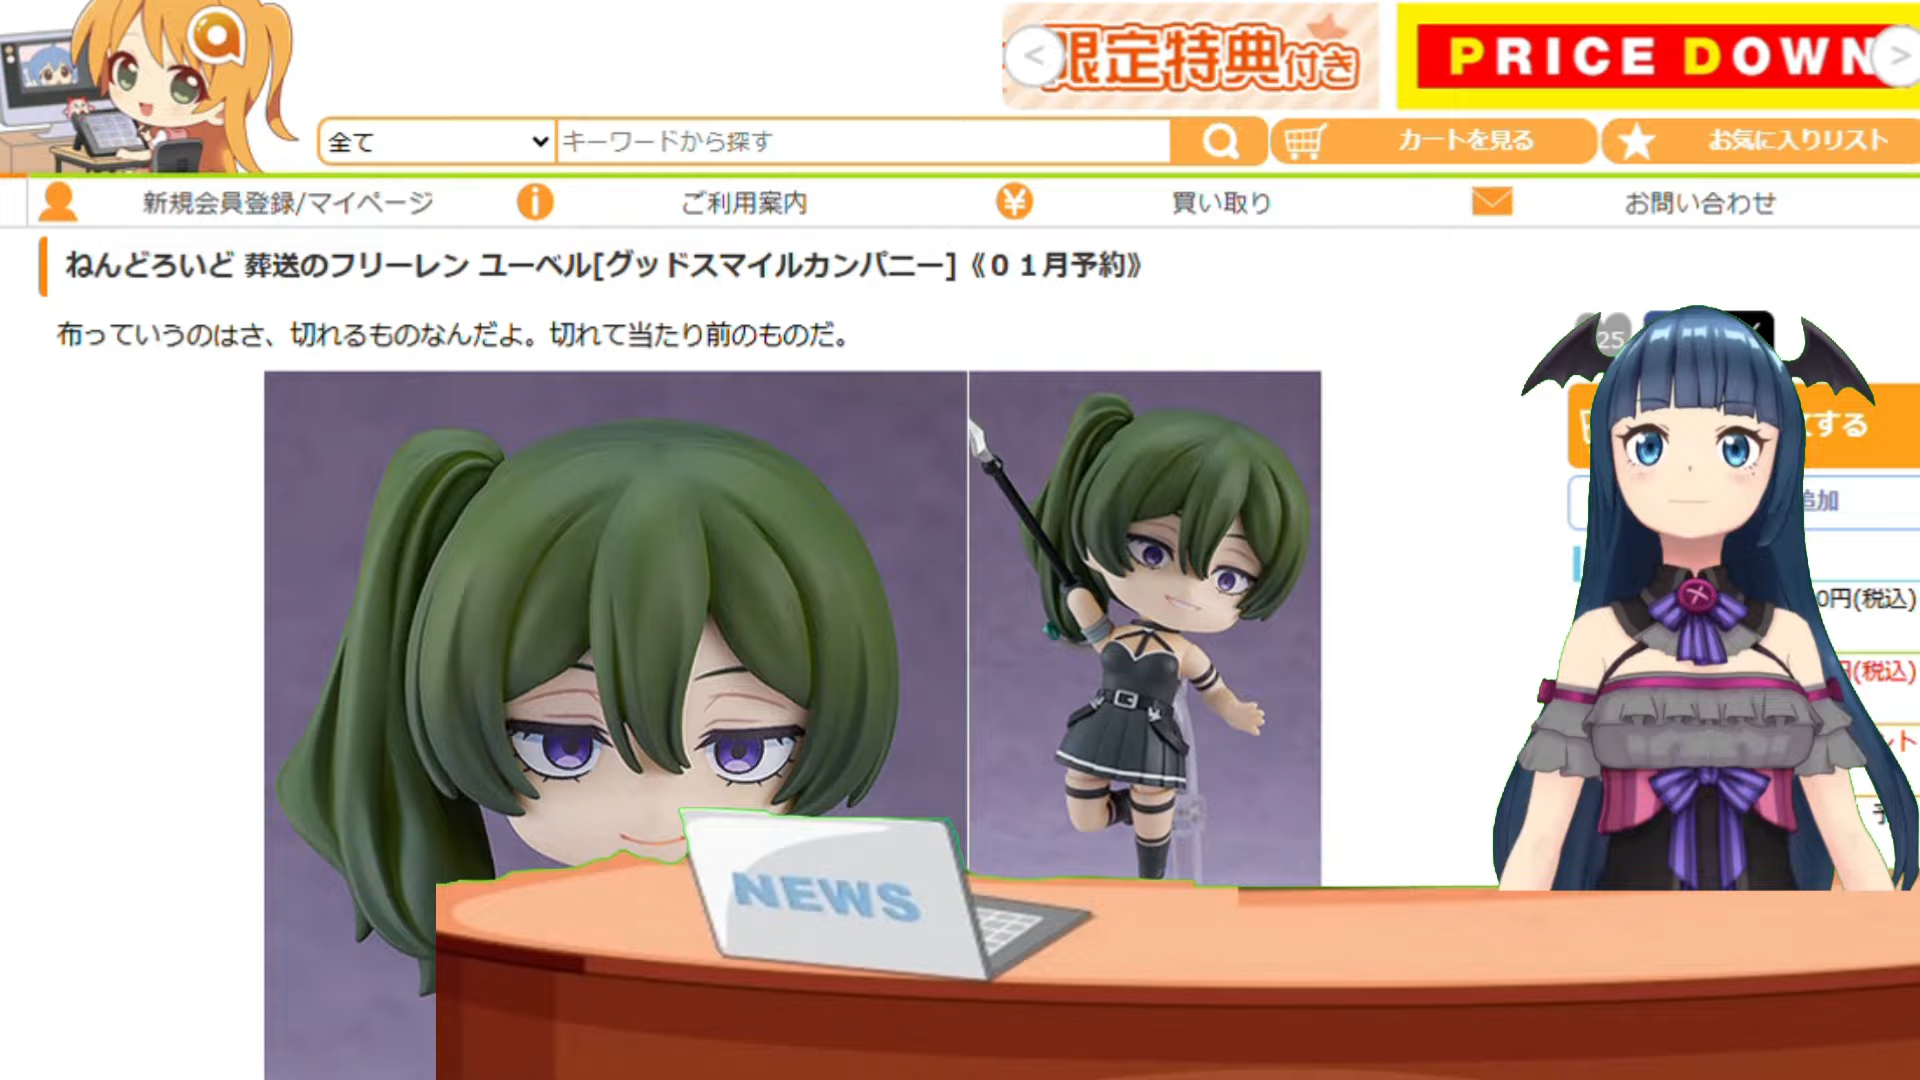 限定特典付き
PRICE DOWN
全て
キーワードから探す
カートを見る
お気に入りリスト
新規会員登録/マイページ
ご利用案内
買い取り
お問い合わせ
ねんどろいど 葬送のフリーレン ユーベル[グッドスマイルカンパニー]《01月予約》
布っていうのはさ、切れるものなんだよ。切れて当たり前のものだ。
25
する
追加
0円(税込)
円(税込)
ント
予
NEWS